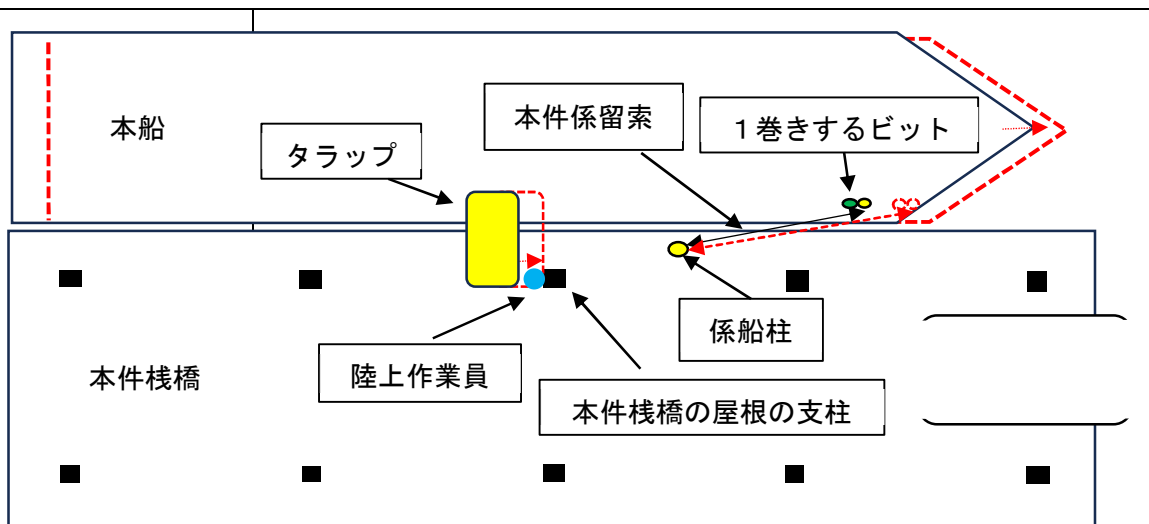 本船
タラップ
本件係留索
１巻きするビット
係船柱
陸上作業員
本件桟橋
本件桟橋の屋根の支柱